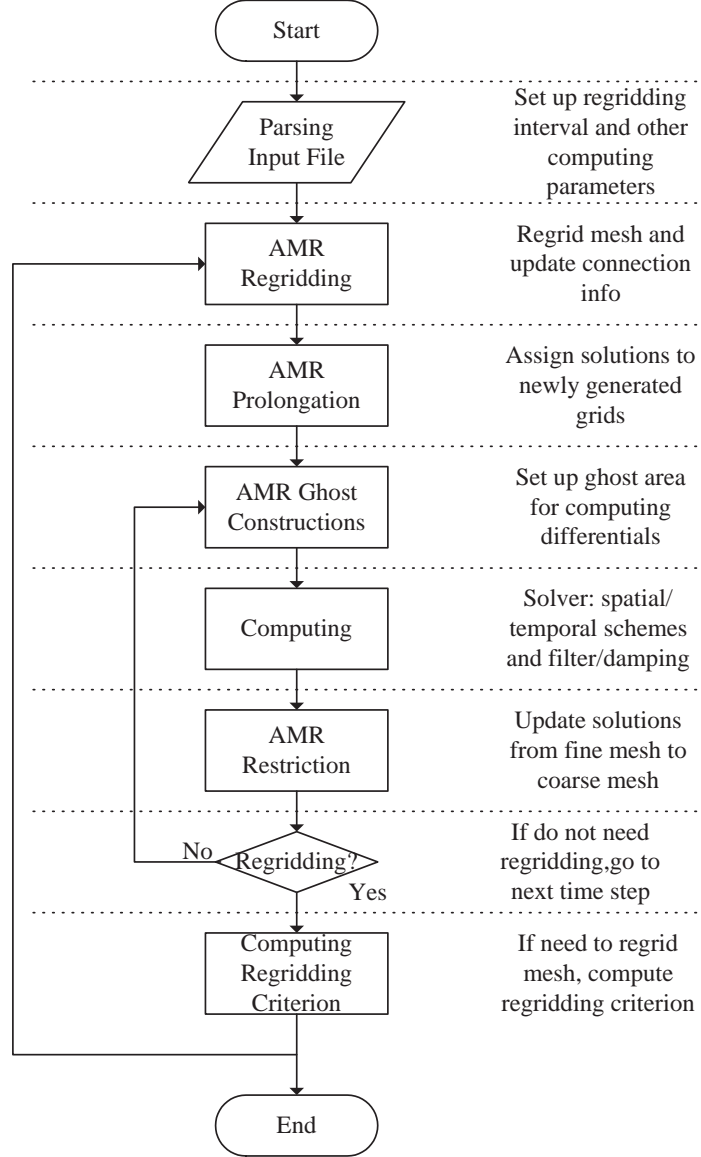 Start
Parsing
Input File
Set up regridding
interval and other
computing
parameters
AMR
Regridding
Regrid mesh and
update connection
info
AMR
Prolongation
Assign solutions to
newly generated
grids
AMR Ghost
Constructions
Set up ghost area
for computing
differentials
Computing
Solver: spatial/
temporal schemes
and filter/damping
AMR
Restriction
Update solutions
from fine mesh to
coarse mesh
No
Regridding?
Yes
If do not need
regridding,go to
next time step
Computing
Regridding
Criterion
If need to regrid
mesh, compute
regridding criterion
End